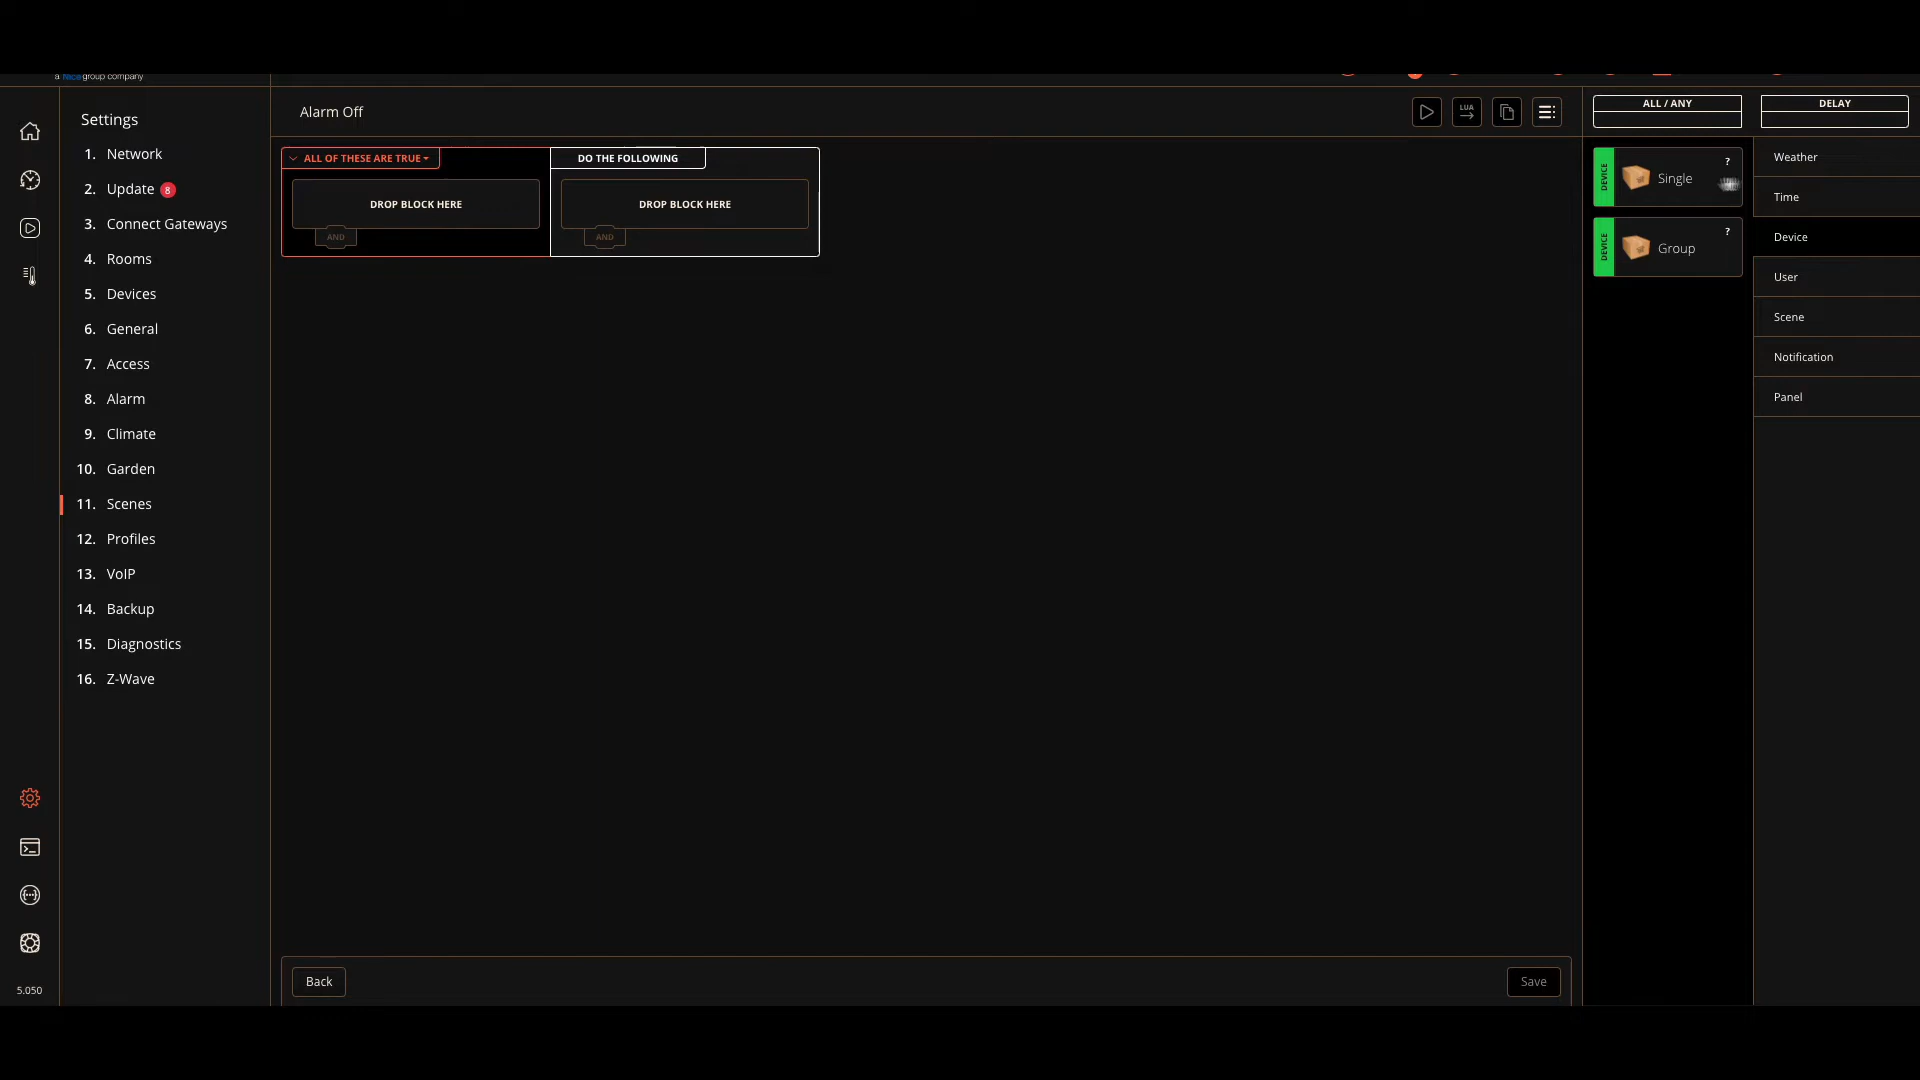 a nice group company
Settings
1. Network
2. Update 8
3. Connect Gateways
4. Rooms
5. Devices
6. General
7. Access
8. Alarm
9. Climate
10. Garden
11. Scenes
12. Profiles
13. VoIP
14. Backup
15. Diagnostics
16. Z-Wave
5.050
Alarm Off
LUA
ALL OF THESE ARE TRUE
DO THE FOLLOWING
DROP BLOCK HERE
DROP BLOCK HERE
AND
AND
Back
Save
ALL / ANY
DELAY
DEVICE
Single
?
DEVICE
Group
?
Weather
Time
Device
User
Scene
Notification
Panel